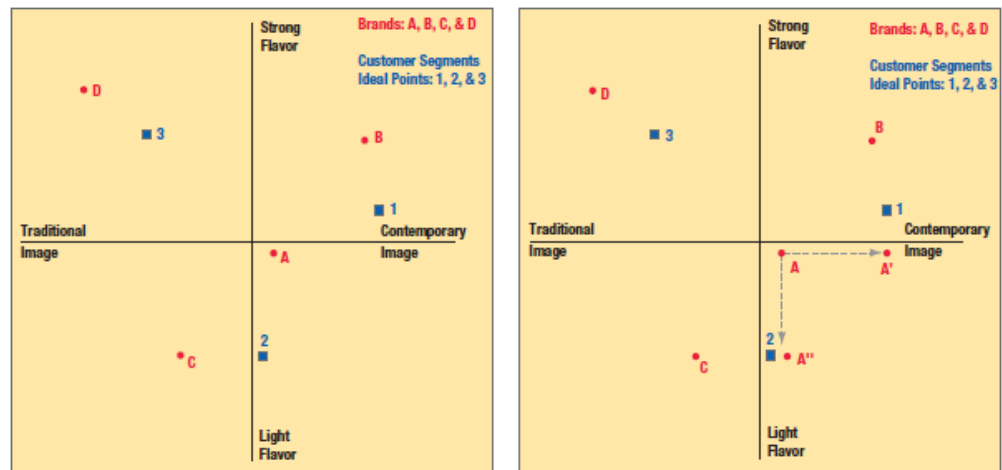 Strong
Flavor
Brands: A, B, C, & D
Customer Segments
Ideal Points: 1, 2, & 3
D
3
B
1
Traditional
Image
Contemporary
Image
A
2
C
Light
Flavor
Strong
Flavor
Brands: A, B, C, & D
Customer Segments
Ideal Points: 1, 2, & 3
D
3
B
1
Traditional
Image
Contemporary
Image
A
A'
2
A"
C
Light
Flavor